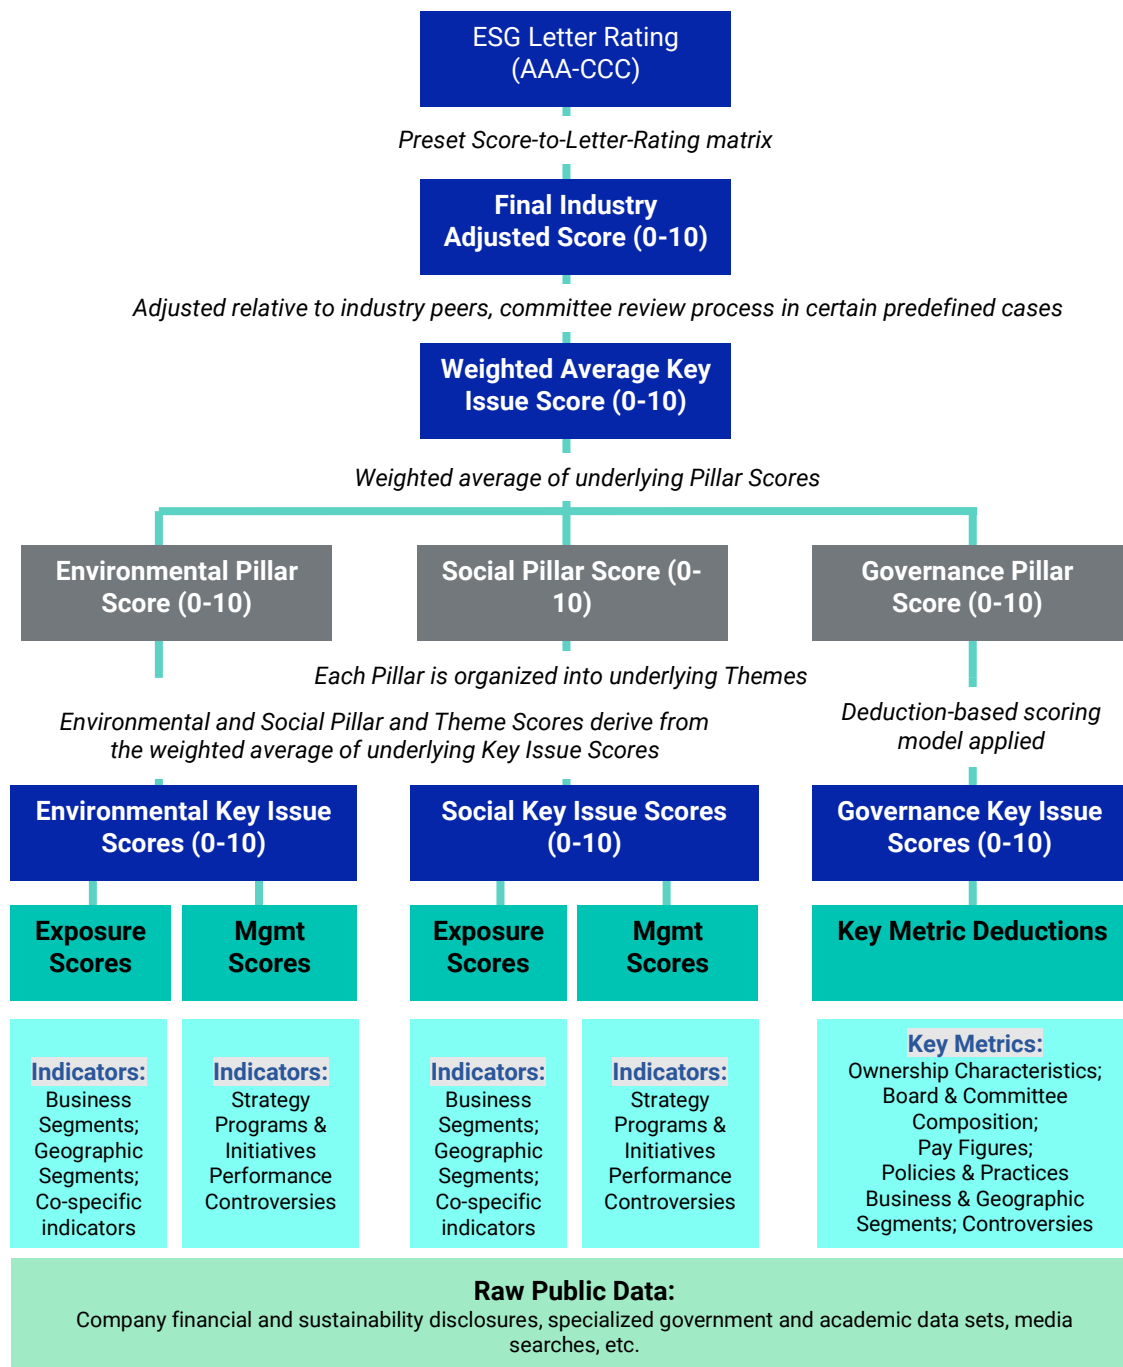 ESG Letter Rating
(AAA-CCC)
Preset Score-to-Letter-Rating matrix
Final Industry
Adjusted Score (0-10)
Adjusted relative to industry peers, committee review process in certain predefined cases
Weighted Average Key
Issue Score (0-10)
Weighted average of underlying Pillar Scores
Environmental Pillar
Score (0-10)
Social Pillar Score (0-
10)
Governance Pillar
Score (0-10)
Each Pillar is organized into underlying Themes
Environmental and Social Pillar and Theme Scores derive from
the weighted average of underlying Key Issue Scores
Deduction-based scoring
model applied
Environmental Key Issue
Scores (0-10)
Social Key Issue Scores
(0-10)
Governance Key Issue
Scores (0-10)
Exposure
Scores
Mgmt
Scores
Exposure
Scores
Mgmt
Scores
Key Metric Deductions
Indicators:
Business
Segments;
Geographic
Segments;
Co-specific
indicators
Indicators:
Strategy
Programs &
Initiatives
Performance
Controversies
Indicators:
Business
Segments;
Geographic
Segments;
Co-specific
indicators
Indicators:
Strategy
Programs &
Initiatives
Performance
Controversies
Key Metrics:
Ownership Characteristics;
Board & Committee
Composition;
Pay Figures;
Policies & Practices
Business & Geographic
Segments; Controversies
Raw Public Data:
Company financial and sustainability disclosures, specialized government and academic data sets, media
searches, etc.